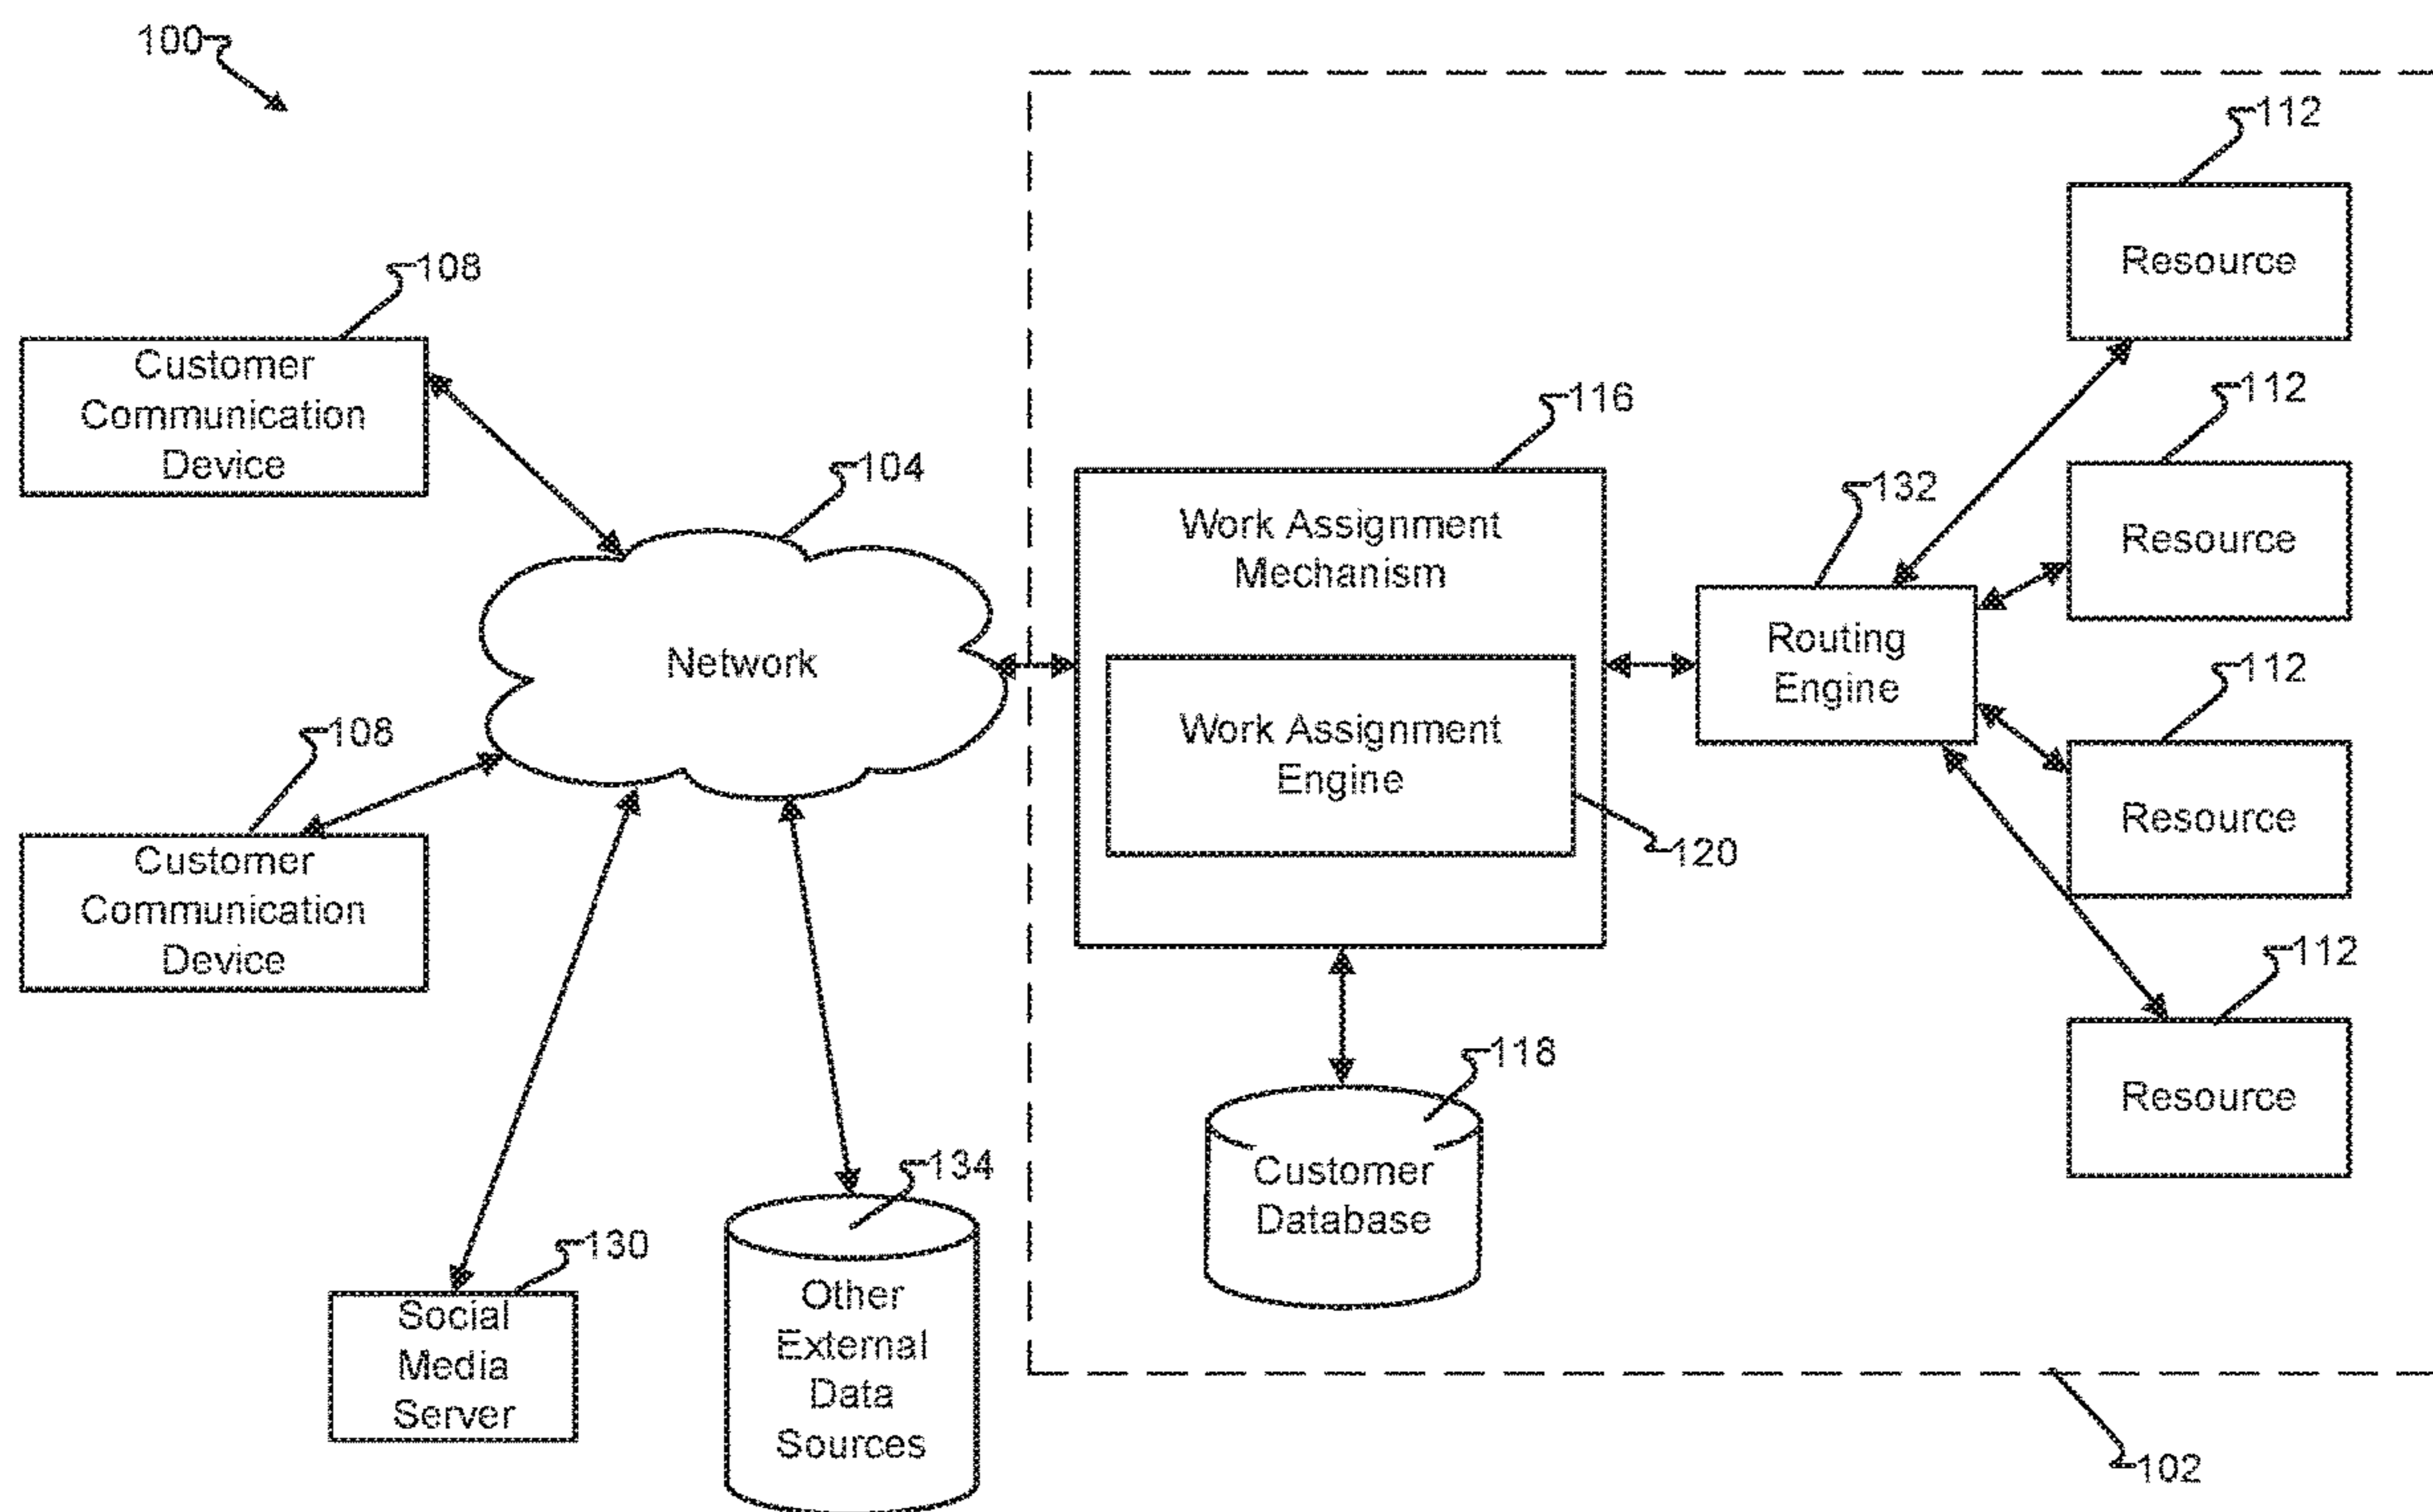 100
112
Resource
108
Customer
Communication
Device
112
Resource
116
104
132
Work Assignment
Mechanism
Network
Routing
Engine
112
Resource
Work Assignment
Engine
120
108
Customer
Communication
Device
112
Resource
118
Customer
Database
134
Other
External
Data
Sources
130
Social
Media
Server
102